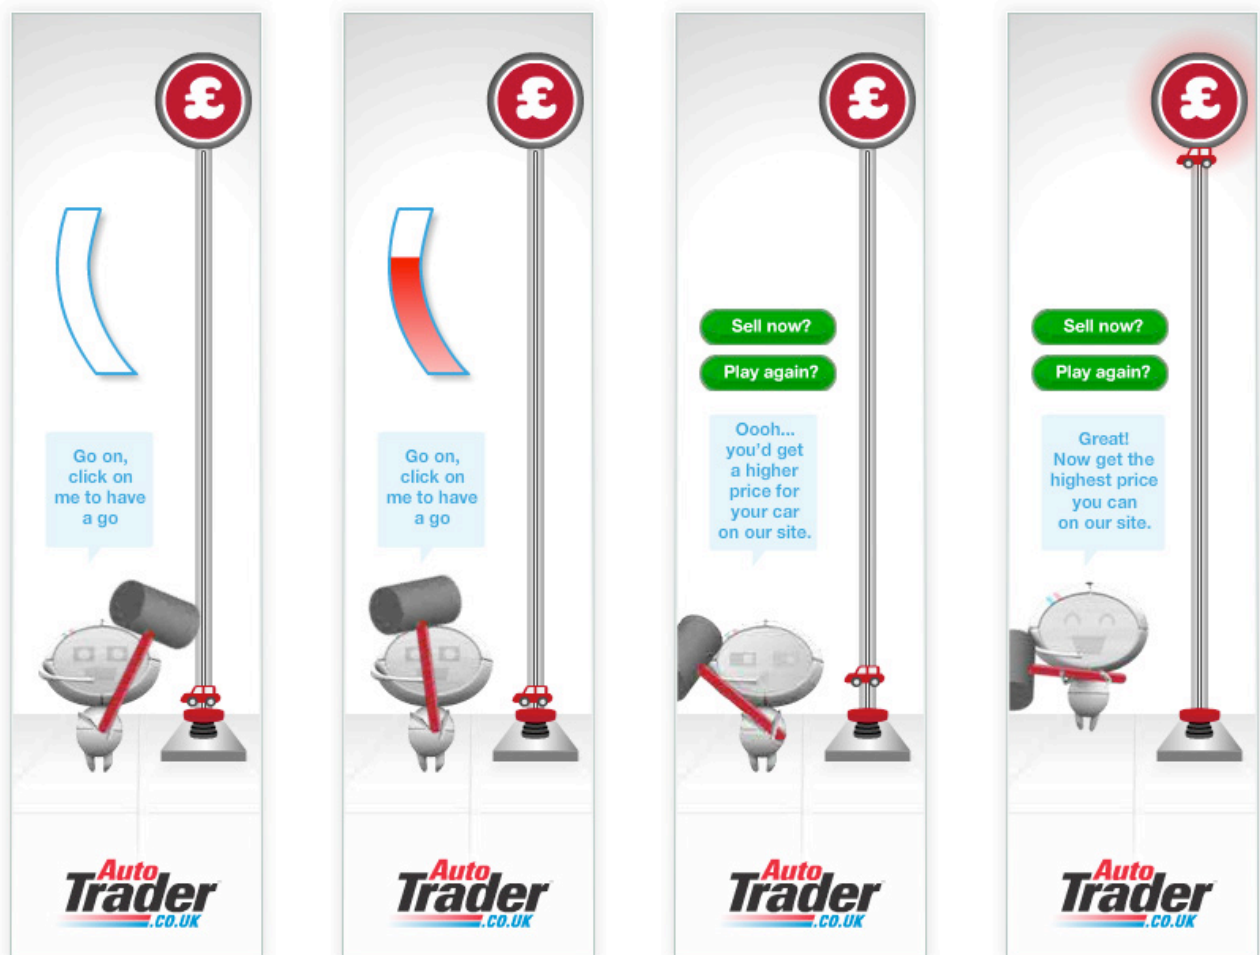 £
Go on,
click on
me to have
a go
Auto
Trader
.CO.UK
£
Go on,
click on
me to have
a go
Auto
Trader
.CO.UK
£
Sell now?
Play again?
Oooh...
you'd get
a higher
price for
your car
on our site.
Auto
Trader
.CO.UK
£
Sell now?
Play again?
Great!
Now get the
highest price
you can
on our site.
Auto
Trader
.CO.UK